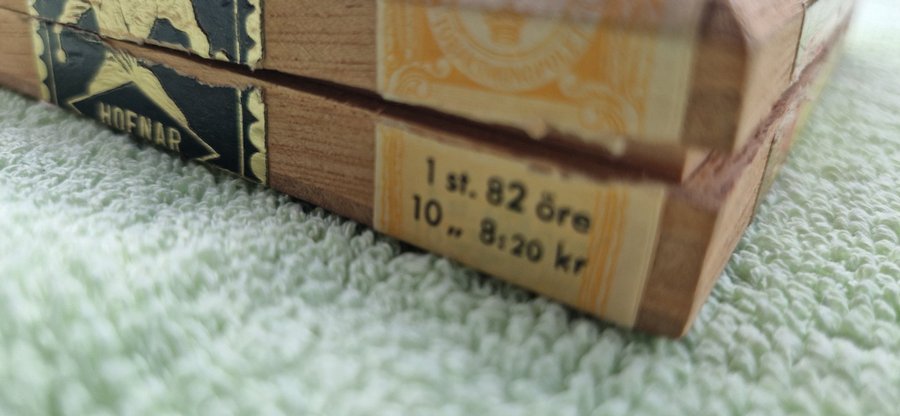 HOFNAR
1 st. 82 öre
10 „ 8:20 kr